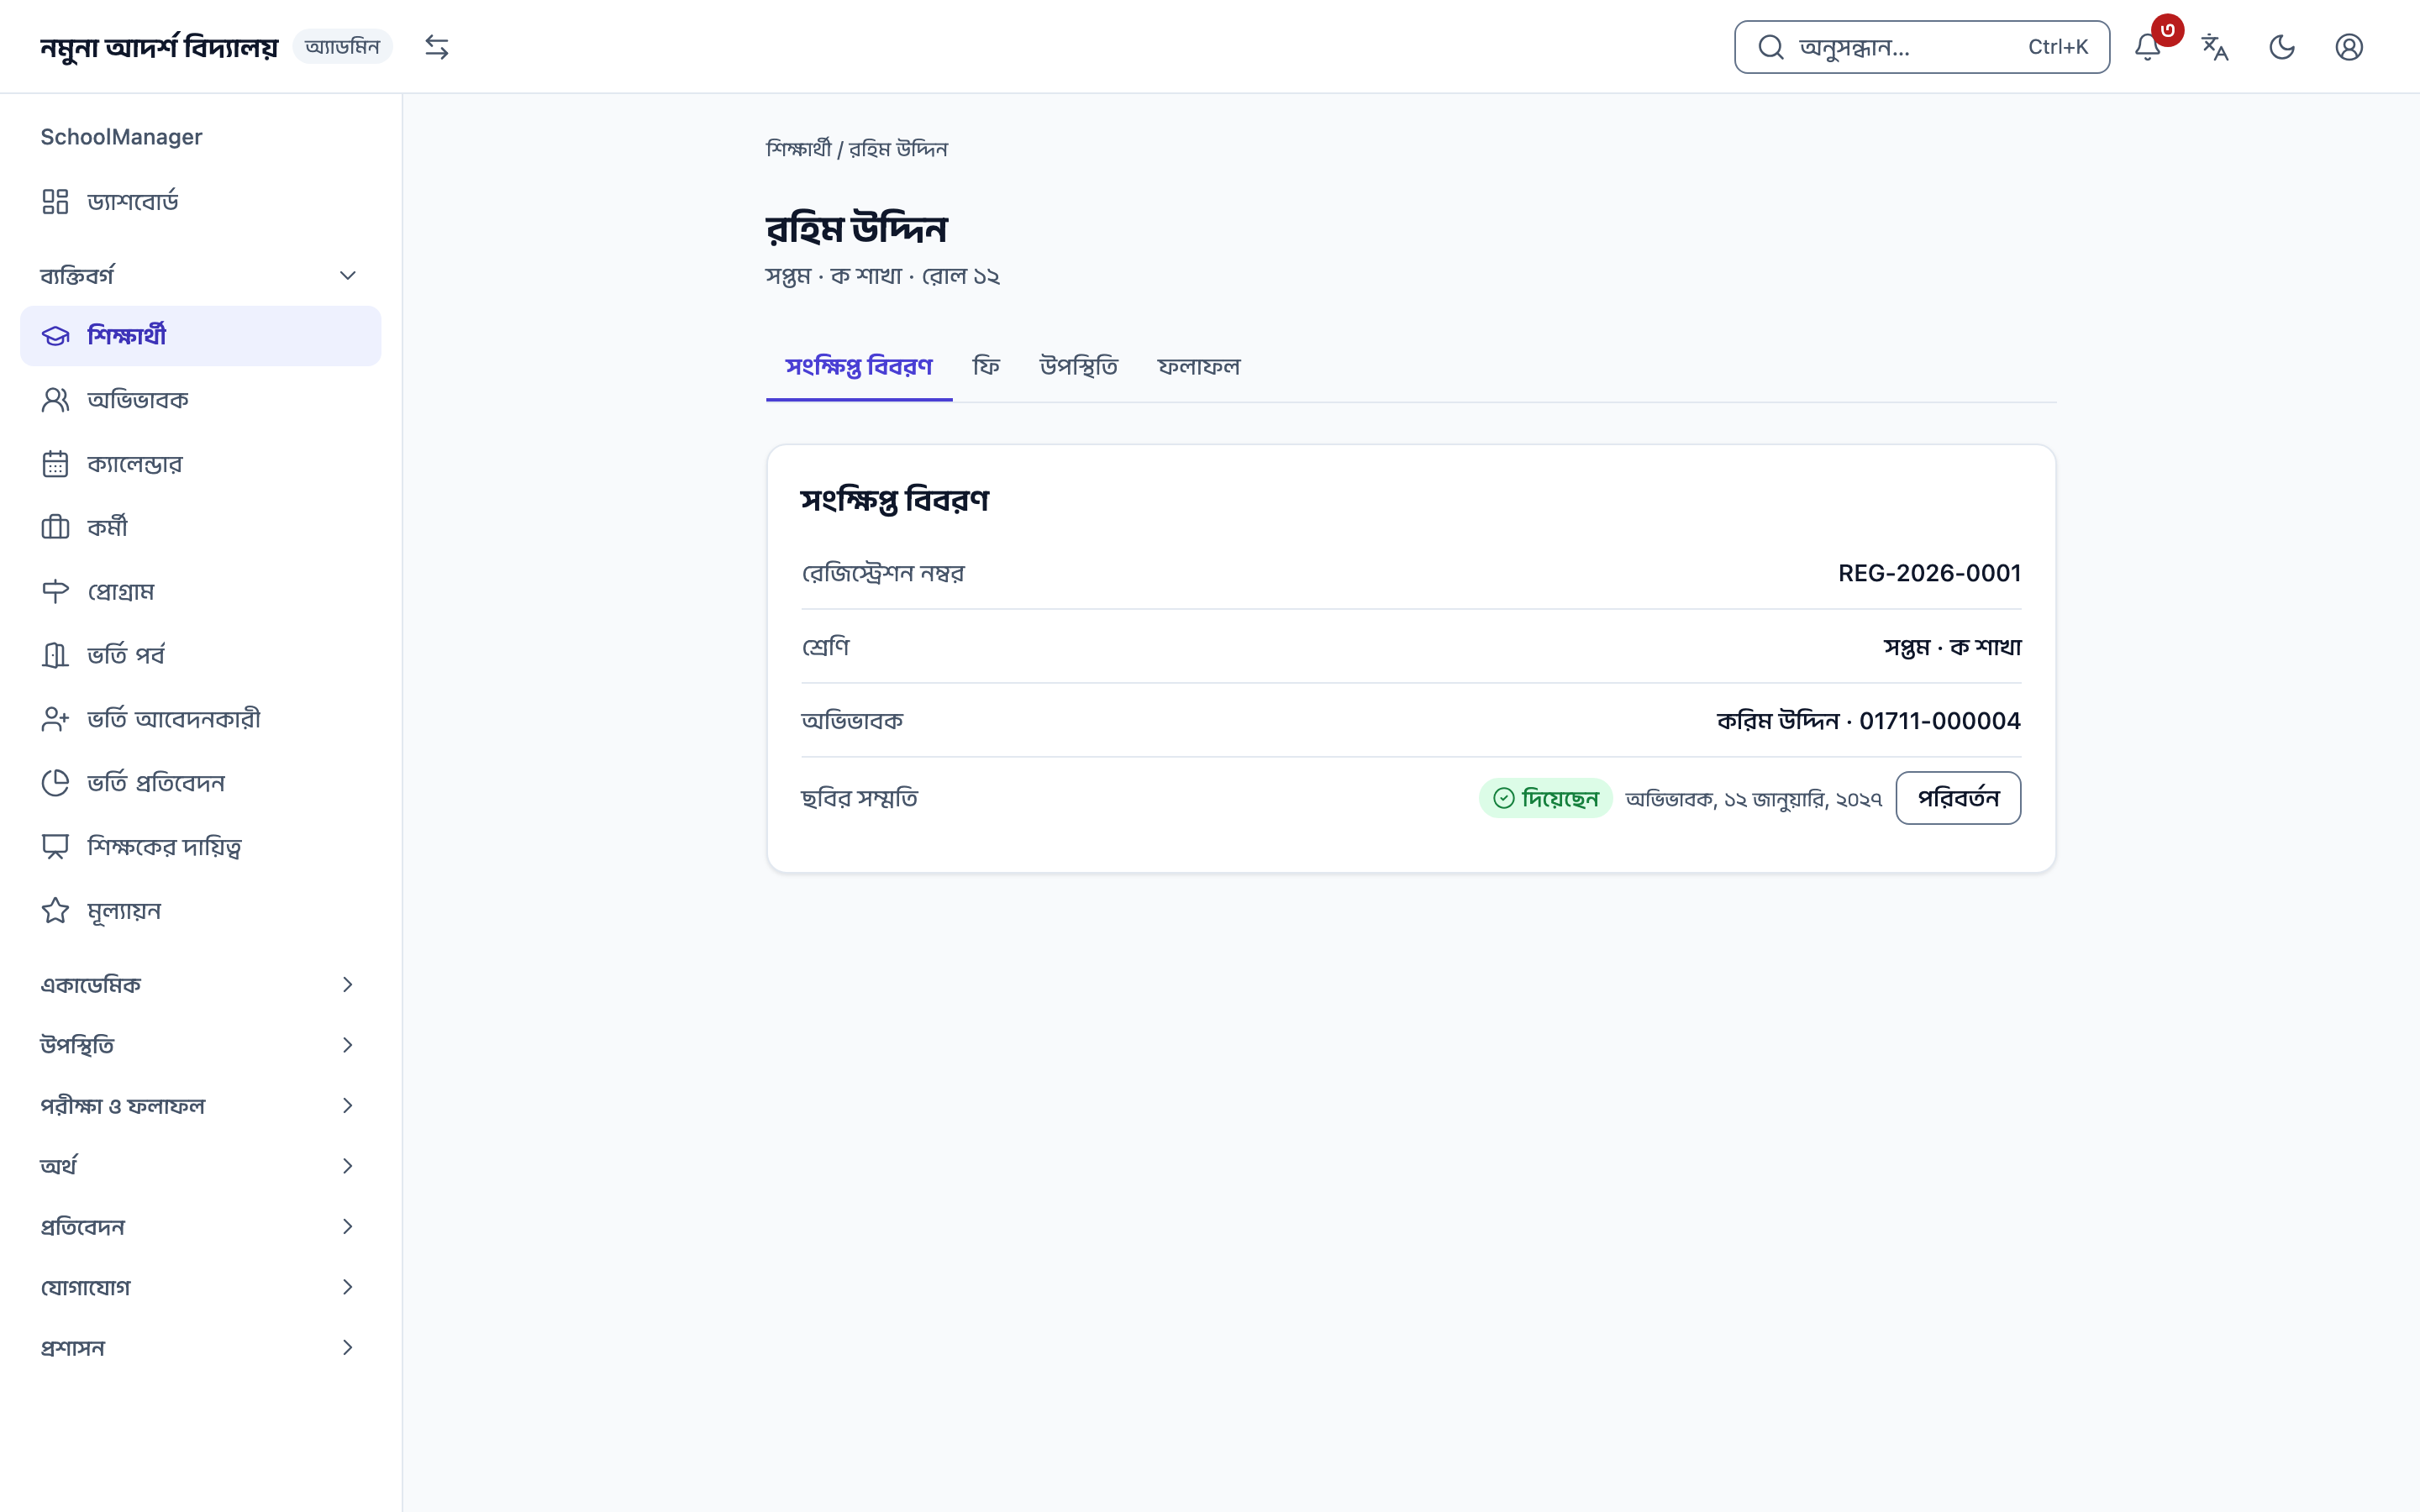 নমুনা আদর্শ বিদ্যালয় অ্যাডমিন
অনুসন্ধান... Ctrl+K
৩
SchoolManager
ড্যাশবোর্ড
ব্যক্তিবর্গ
শিক্ষার্থী
অভিভাবক
ক্যালেন্ডার
কর্মী
প্রোগ্রাম
ভর্তি পর্ব
ভর্তি আবেদনকারী
ভর্তি প্রতিবেদন
শিক্ষকের দায়িত্ব
মূল্যায়ন
একাডেমিক
উপস্থিতি
পরীক্ষা ও ফলাফল
অর্থ
প্রতিবেদন
যোগাযোগ
প্রশাসন
শিক্ষার্থী / রহিম উদ্দিন
রহিম উদ্দিন
সপ্তম · ক শাখা · রোল ১২
সংক্ষিপ্ত বিবরণ ফি উপস্থিতি ফলাফল
সংক্ষিপ্ত বিবরণ
রেজিস্ট্রেশন নম্বর REG-2026-0001
শ্রেণি সপ্তম · ক শাখা
অভিভাবক করিম উদ্দিন · 01711-000004
ছবির সম্মতি দিয়েছেন অভিভাবক, ১২ জানুয়ারি, ২০২৭ পরিবর্তন